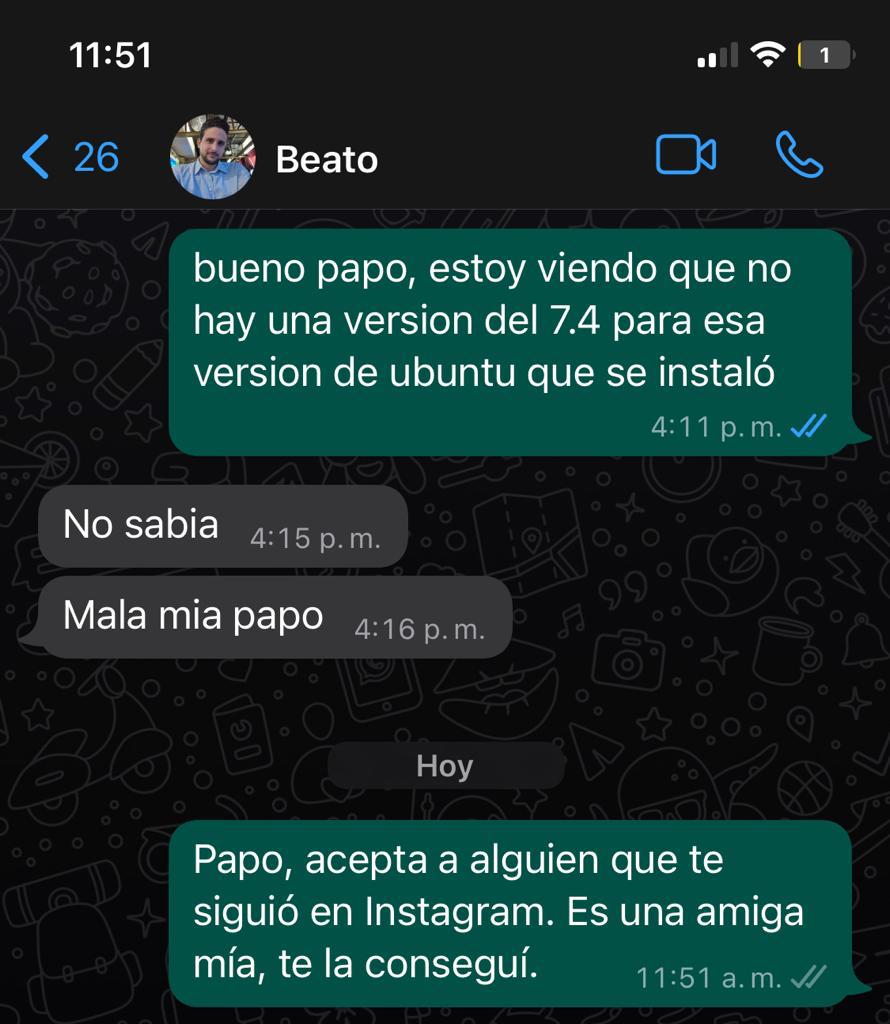 11:51
1
26
Beato
bueno papo, estoy viendo que no
hay una version del 7.4 para esa
version de ubuntu que se instaló
4:11 p. m.
No sabia 4:15 p. m.
Mala mia papo 4:16 p. m.
Hoy
Papo, acepta a alguien que te
siguió en Instagram. Es una amiga
mía, te la conseguí. 11:51 a. m.